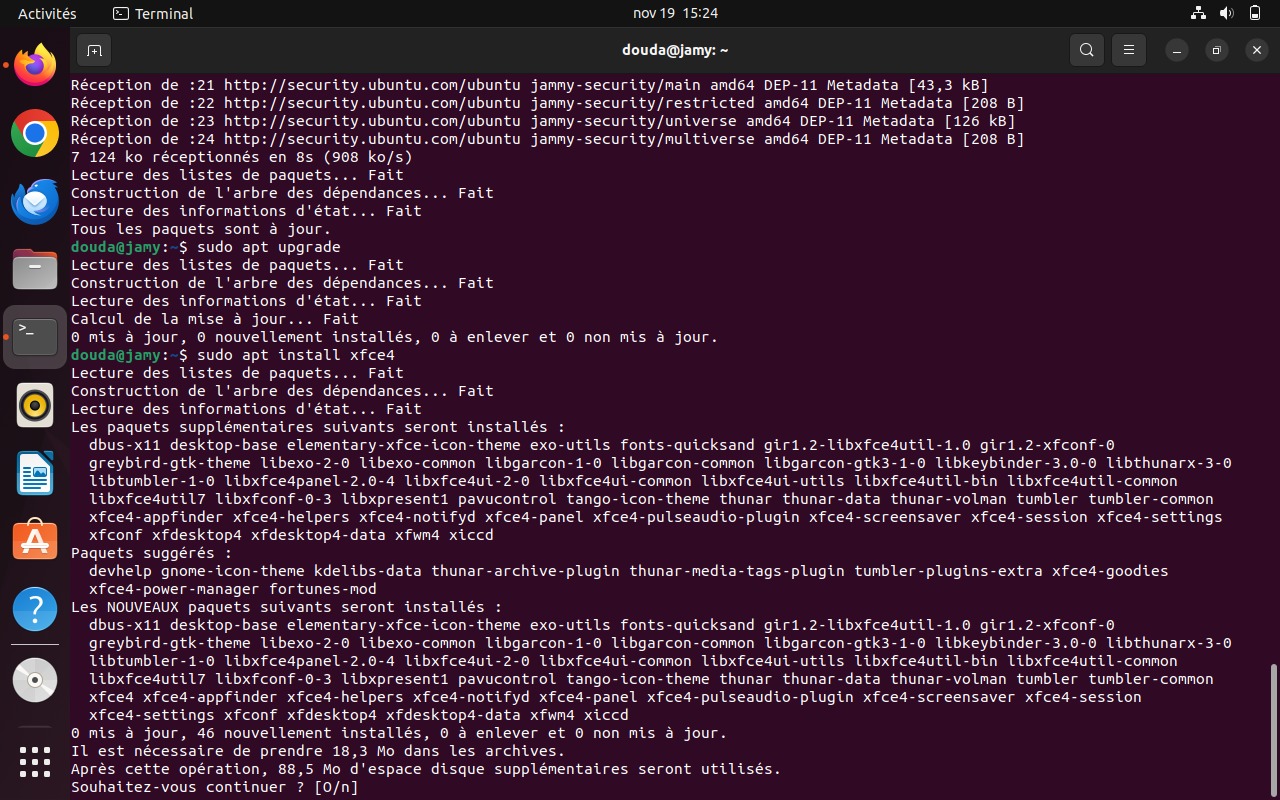 Activités
Terminal
nov 19 15:24
douda@jamy: ~
Réception de :21 http://security.ubuntu.com/ubuntu jammy-security/main amd64 DEP-11 Metadata [43,3 kB]
Réception de :22 http://security.ubuntu.com/ubuntu jammy-security/restricted amd64 DEP-11 Metadata [208 B]
Réception de :23 http://security.ubuntu.com/ubuntu jammy-security/universe amd64 DEP-11 Metadata [126 kB]
Réception de :24 http://security.ubuntu.com/ubuntu jammy-security/multiverse amd64 DEP-11 Metadata [208 B]
7 124 ko réceptionnés en 8s (908 ko/s)
Lecture des listes de paquets... Fait
Construction de l'arbre des dépendances... Fait
Lecture des informations d'état... Fait
Tous les paquets sont à jour.
douda@jamy:~$ sudo apt upgrade
Lecture des listes de paquets... Fait
Construction de l'arbre des dépendances... Fait
Lecture des informations d'état... Fait
Calcul de la mise à jour... Fait
0 mis à jour, 0 nouvellement installés, 0 à enlever et 0 non mis à jour.
douda@jamy:~$ sudo apt install xfce4
Lecture des listes de paquets... Fait
Construction de l'arbre des dépendances... Fait
Lecture des informations d'état... Fait
Les paquets supplémentaires suivants seront installés :
dbus-x11 desktop-base elementary-xfce-icon-theme exo-utils fonts-quicksand gir1.2-libxfce4util-1.0 gir1.2-xfconf-0
greybird-gtk-theme libexo-2-0 libexo-common libgarcon-1-0 libgarcon-common libgarcon-gtk3-1-0 libkeybinder-3.0-0 libthunarx-3-0
libtumbler-1-0 libxfce4panel-2.0-4 libxfce4ui-2-0 libxfce4ui-common libxfce4ui-utils libxfce4util-bin libxfce4util-common
libxfce4util7 libxfconf-0-3 libxpresent1 pavucontrol tango-icon-theme thunar thunar-data thunar-volman tumbler tumbler-common
xfce4-appfinder xfce4-helpers xfce4-notifyd xfce4-panel xfce4-pulseaudio-plugin xfce4-screensaver xfce4-session xfce4-settings
xfconf xfdesktop4 xfdesktop4-data xfwm4 xiccd
Paquets suggérés :
devhelp gnome-icon-theme kdelibs-data thunar-archive-plugin thunar-media-tags-plugin tumbler-plugins-extra xfce4-goodies
xfce4-power-manager fortunes-mod
Les NOUVEAUX paquets suivants seront installés :
dbus-x11 desktop-base elementary-xfce-icon-theme exo-utils fonts-quicksand gir1.2-libxfce4util-1.0 gir1.2-xfconf-0
greybird-gtk-theme libexo-2-0 libexo-common libgarcon-1-0 libgarcon-common libgarcon-gtk3-1-0 libkeybinder-3.0-0 libthunarx-3-0
libtumbler-1-0 libxfce4panel-2.0-4 libxfce4ui-2-0 libxfce4ui-common libxfce4ui-utils libxfce4util-bin libxfce4util-common
libxfce4util7 libxfconf-0-3 libxpresent1 pavucontrol tango-icon-theme thunar thunar-data thunar-volman tumbler tumbler-common
xfce4 xfce4-appfinder xfce4-helpers xfce4-notifyd xfce4-panel xfce4-pulseaudio-plugin xfce4-screensaver xfce4-session
xfce4-settings xfconf xfdesktop4 xfdesktop4-data xfwm4 xiccd
0 mis à jour, 46 nouvellement installés, 0 à enlever et 0 non mis à jour.
Il est nécessaire de prendre 18,3 Mo dans les archives.
Après cette opération, 88,5 Mo d'espace disque supplémentaires seront utilisés.
Souhaitez-vous continuer ? [O/n]